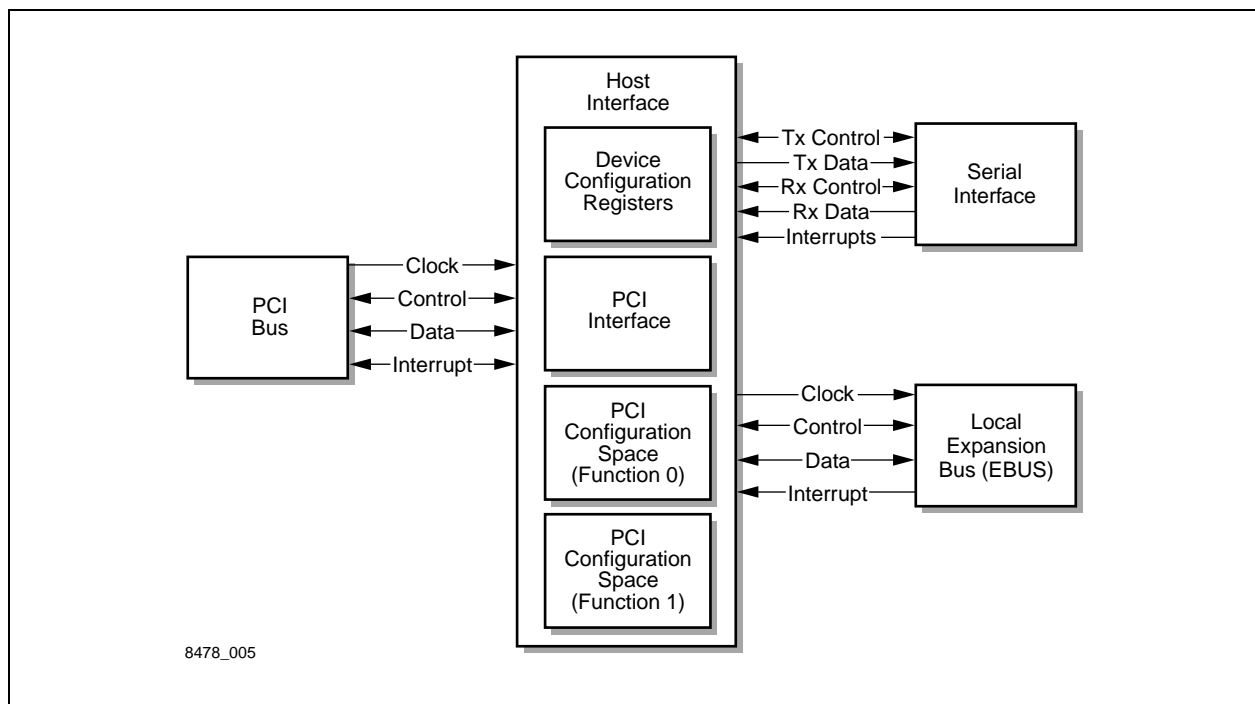 Host
Interface
Device
Configuration
Registers
PCI
Interface
PCI
Configuration
Space
(Function 0)
PCI
Configuration
Space
(Function 1)
PCI
Bus
Clock
Control
Data
Interrupt
Tx Control
Tx Data
Rx Control
Rx Data
Interrupts
Serial
Interface
Clock
Control
Data
Interrupt
Local
Expansion
Bus (EBUS)
8478_005